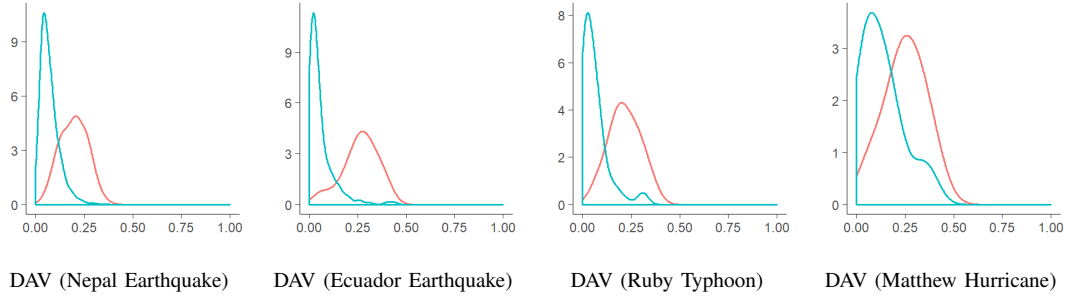 9
6
3
0
0.00 0.25 0.50 0.75 1.00
DAV (Nepal Earthquake)
9
6
3
0
0.00 0.25 0.50 0.75 1.00
DAV (Ecuador Earthquake)
8
6
4
2
0
0.00 0.25 0.50 0.75 1.00
DAV (Ruby Typhoon)
3
2
1
0
0.00 0.25 0.50 0.75 1.00
DAV (Matthew Hurricane)